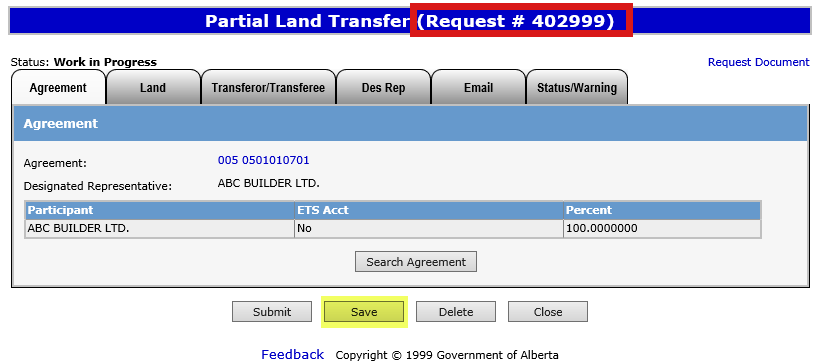 Partial Land Transfer (Request # 402999)
Status: Work in Progress Request Document
Agreement Land Transferor/Transferee Des Rep Email Status/Warning
Agreement
Agreement: 005 0501010701
Designated Representative: ABC BUILDER LTD.
Participant ETS Acct Percent
ABC BUILDER LTD. No 100.0000000
Search Agreement
Submit Save Delete Close
Feedback Copyright © 1999 Government of Alberta